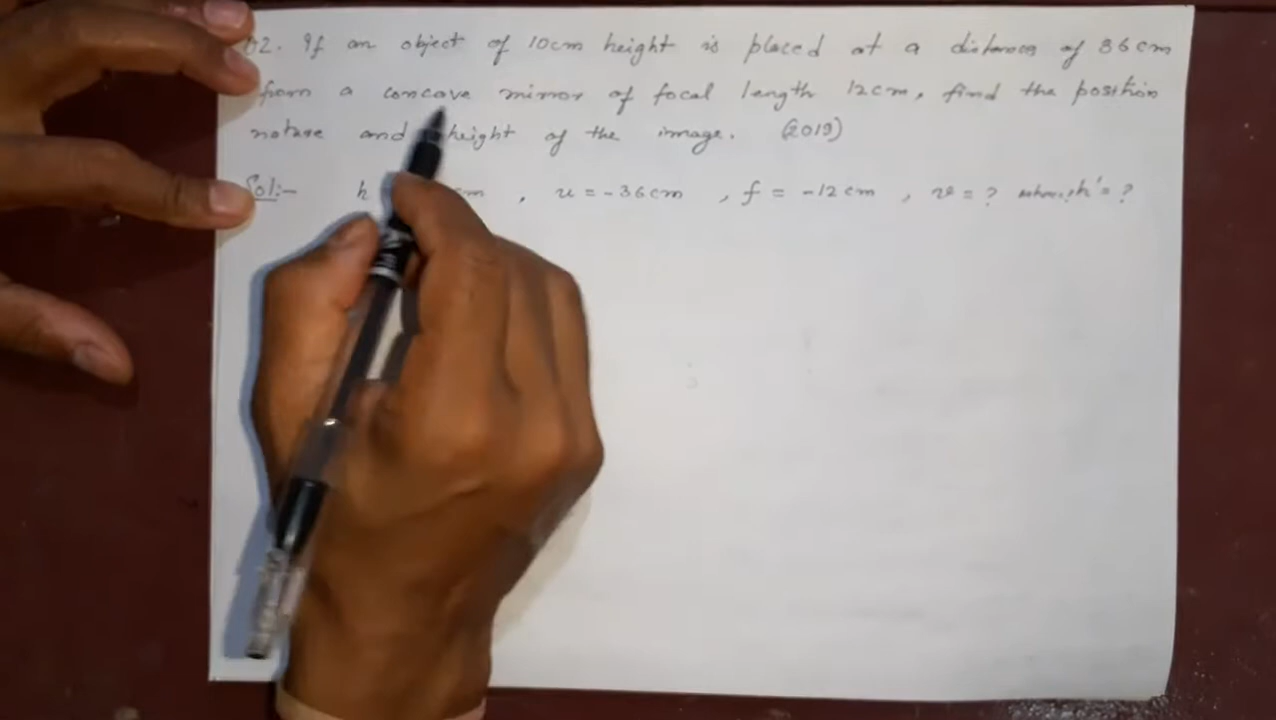 Q2. If an object of 10cm height is placed at a distance of 36cm
from a concave mirror of focal length 12cm, find the position
nature and height of the image. (2019)
Sol:- h cm , u = -36cm , f = -12cm , v = ? h' = ?